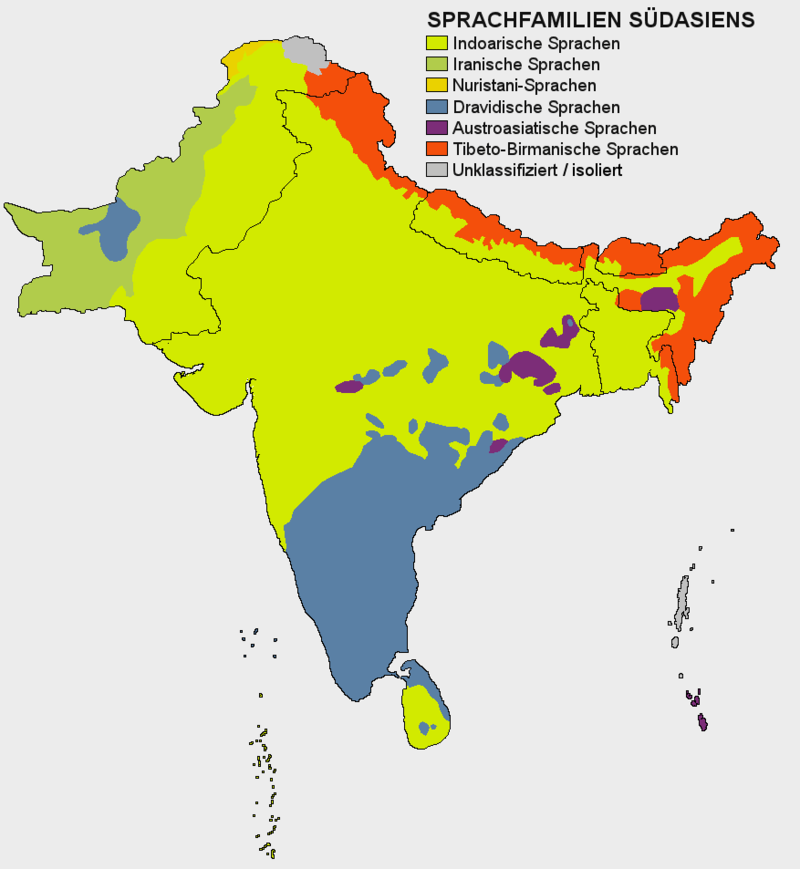 SPRACHFAMILIEN SÜDASIENS
Indoarische Sprachen
Iranische Sprachen
Nuristani-Sprachen
Dravidische Sprachen
Austroasiatische Sprachen
Tibeto-Birmanische Sprachen
Unklassifiziert / isoliert